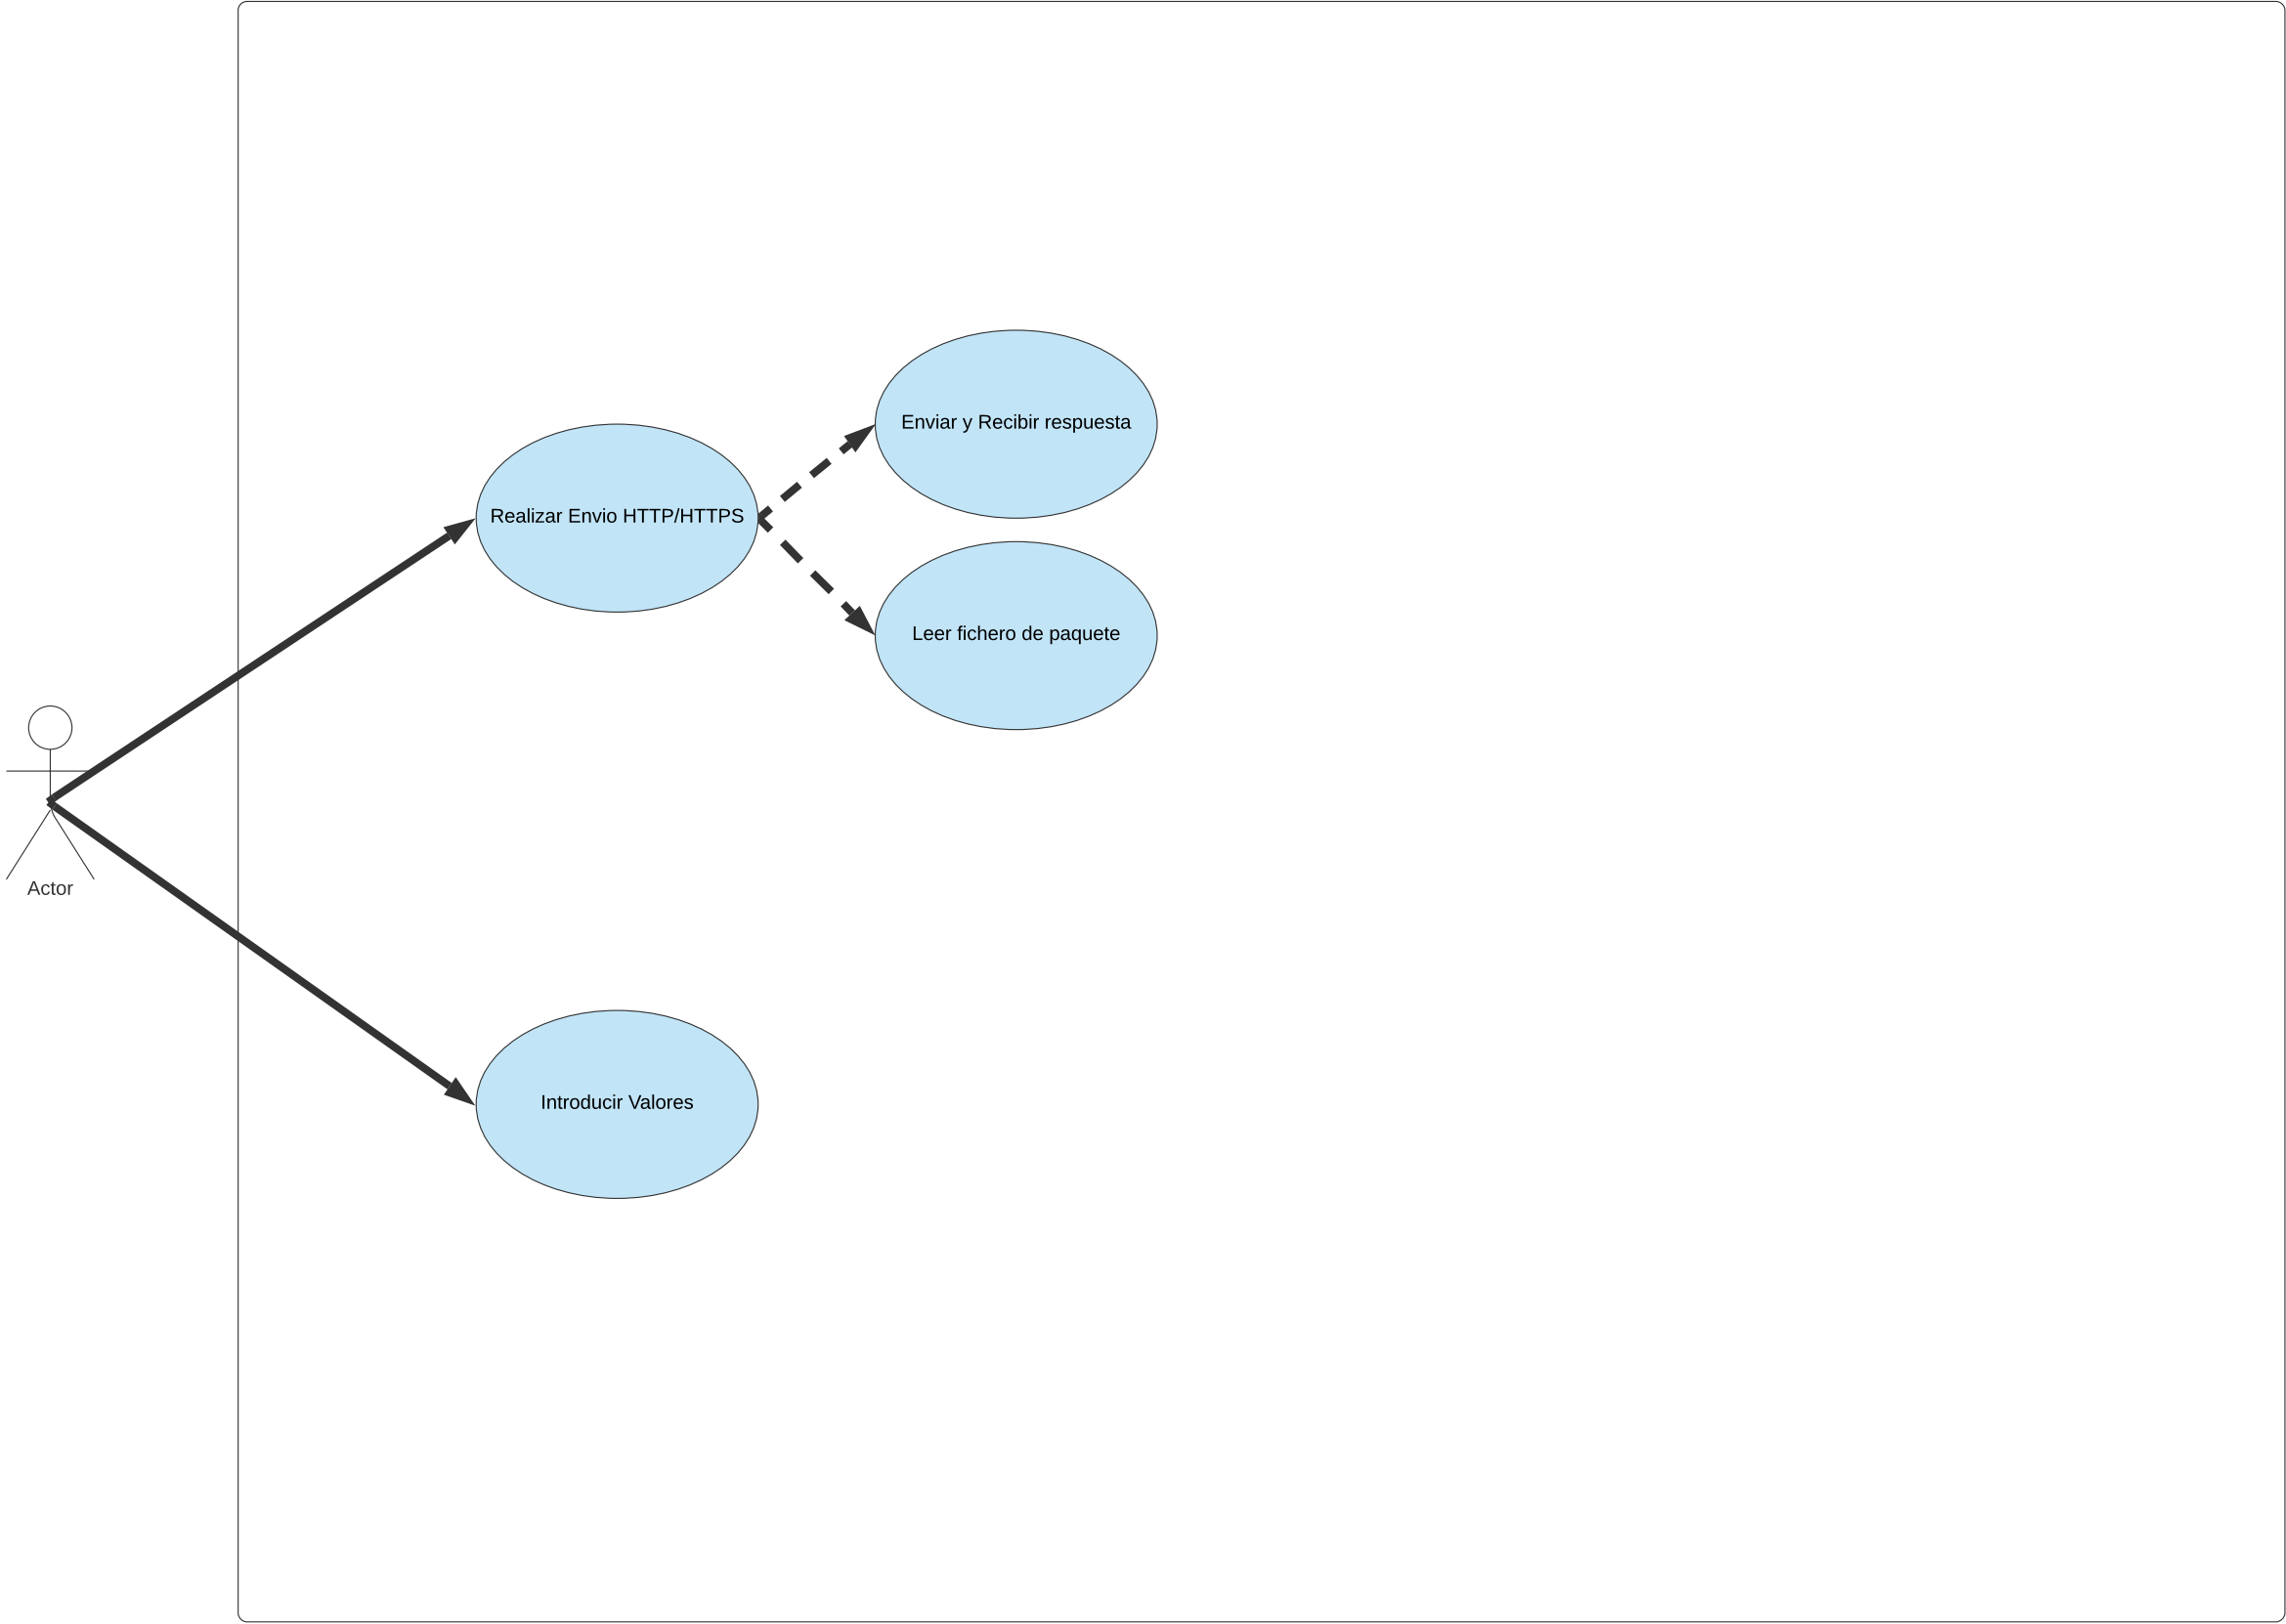 Enviar y Recibir respuesta
Realizar Envio HTTP/HTTPS
Leer fichero de paquete
Actor
Introducir Valores